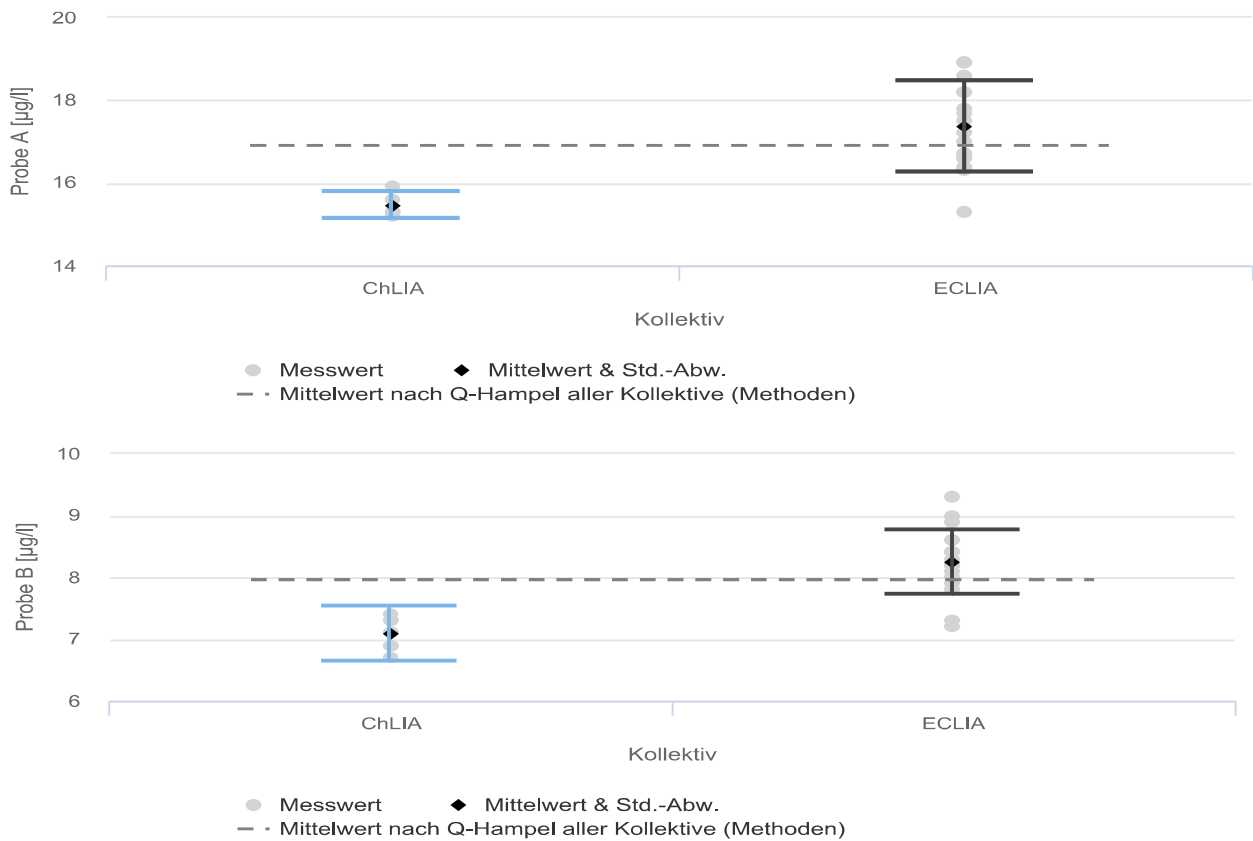 20
18
16
14
Probe A [µg/l]
ChLIA
ECLIA
Kollektiv
Messwert
Mittelwert & Std.-Abw.
Mittelwert nach Q-Hampel aller Kollektive (Methoden)
10
9
8
7
6
Probe B [µg/l]
ChLIA
ECLIA
Kollektiv
Messwert
Mittelwert & Std.-Abw.
Mittelwert nach Q-Hampel aller Kollektive (Methoden)